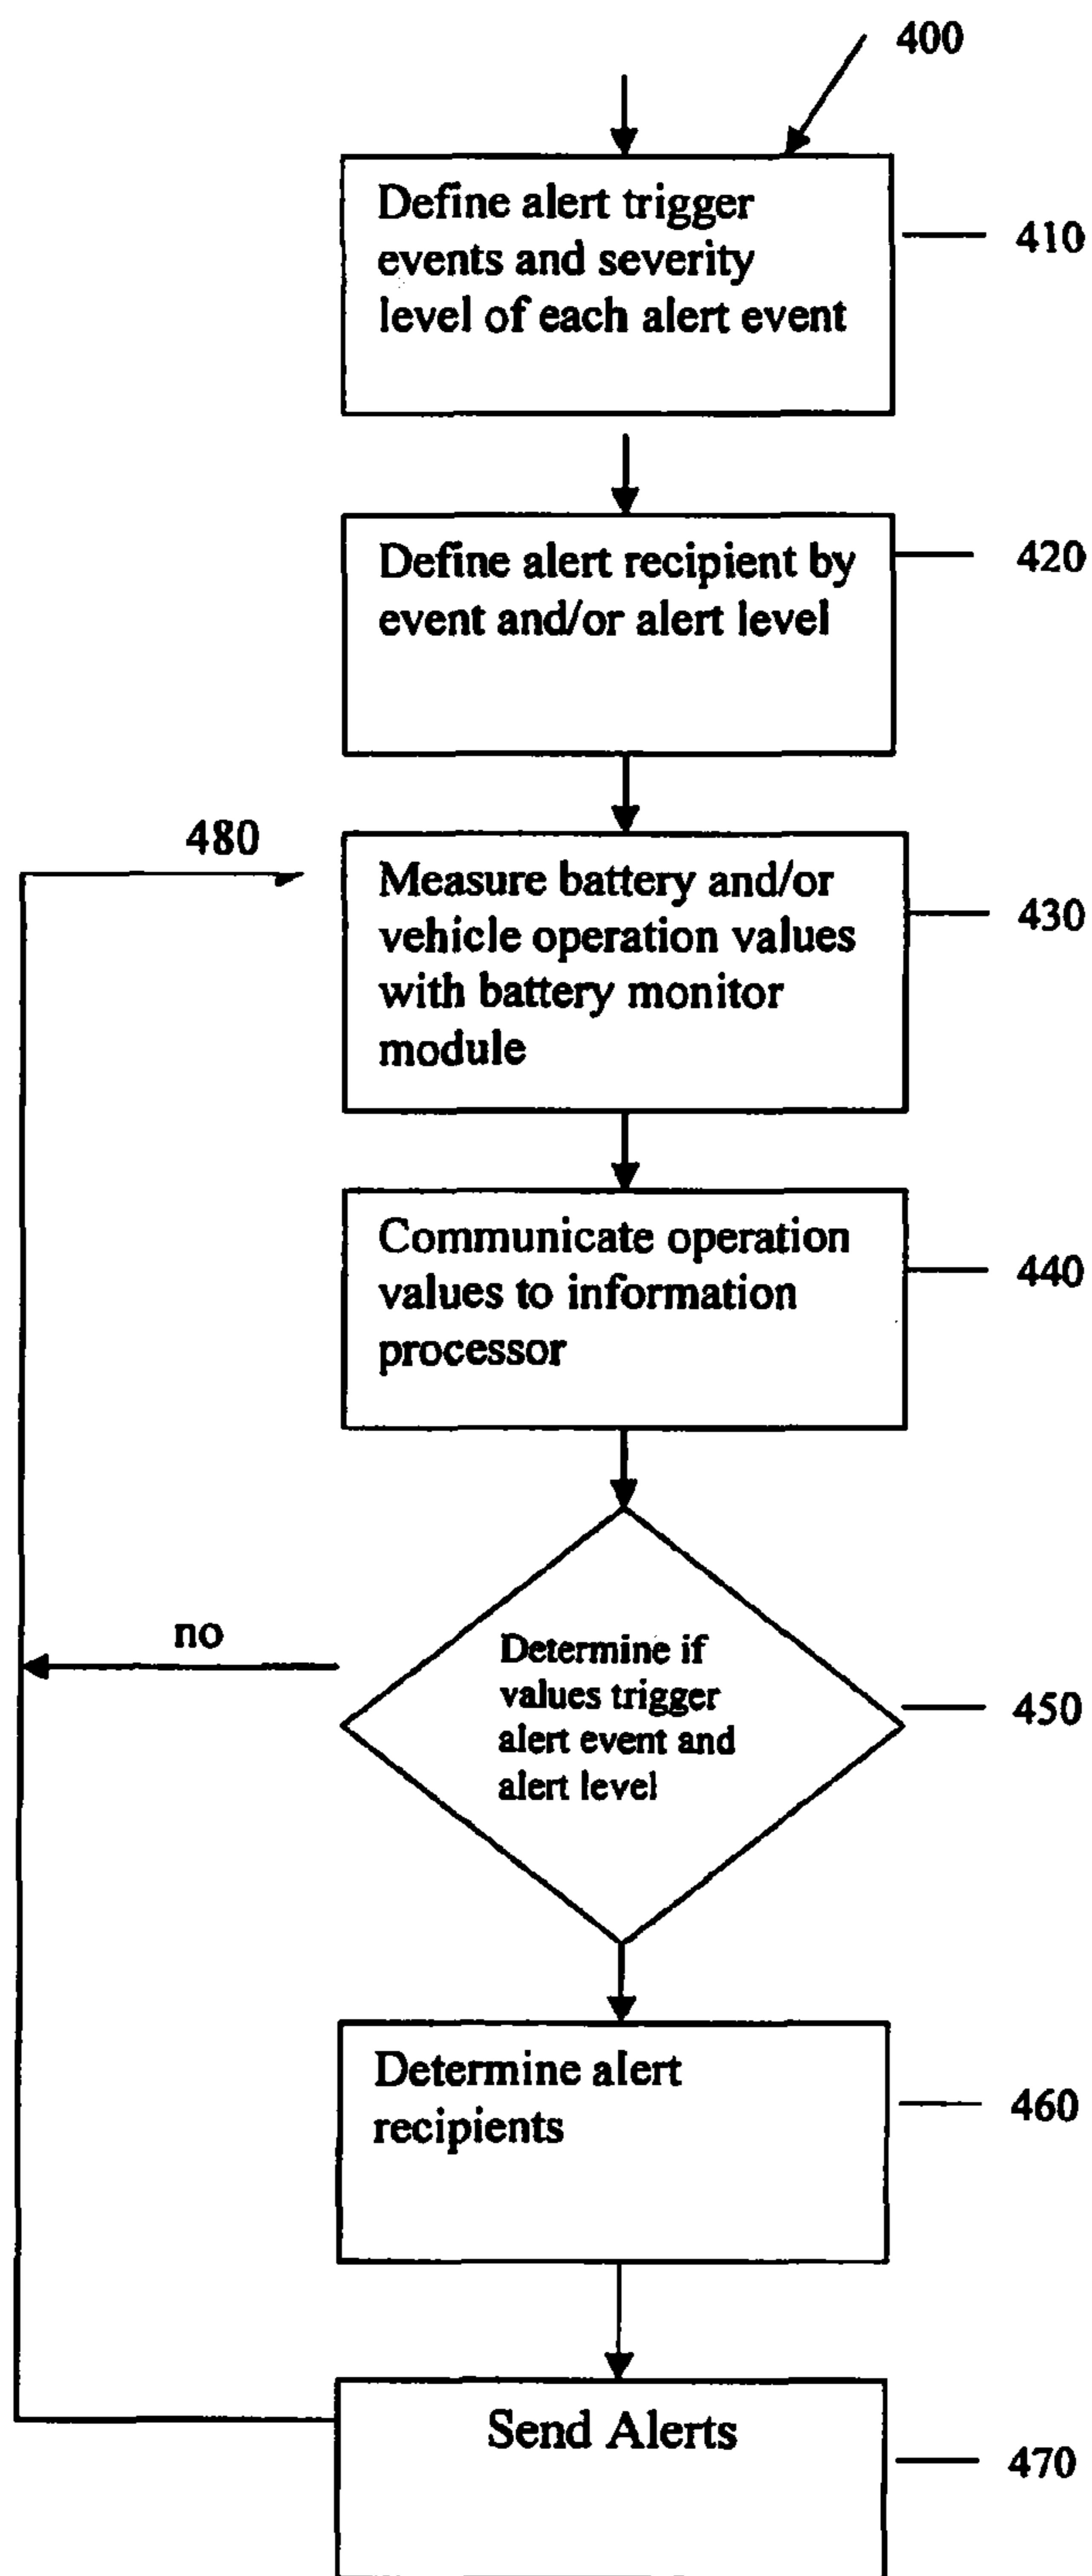 400
Define alert trigger
events and severity
level of each alert event
410
Define alert recipient by
event and/or alert level
420
480
Measure battery and/or
vehicle operation values
with battery monitor
module
430
Communicate operation
values to information
processor
440
no
Determine if
values trigger
alert event and
alert level
450
Determine alert
recipients
460
Send Alerts
470